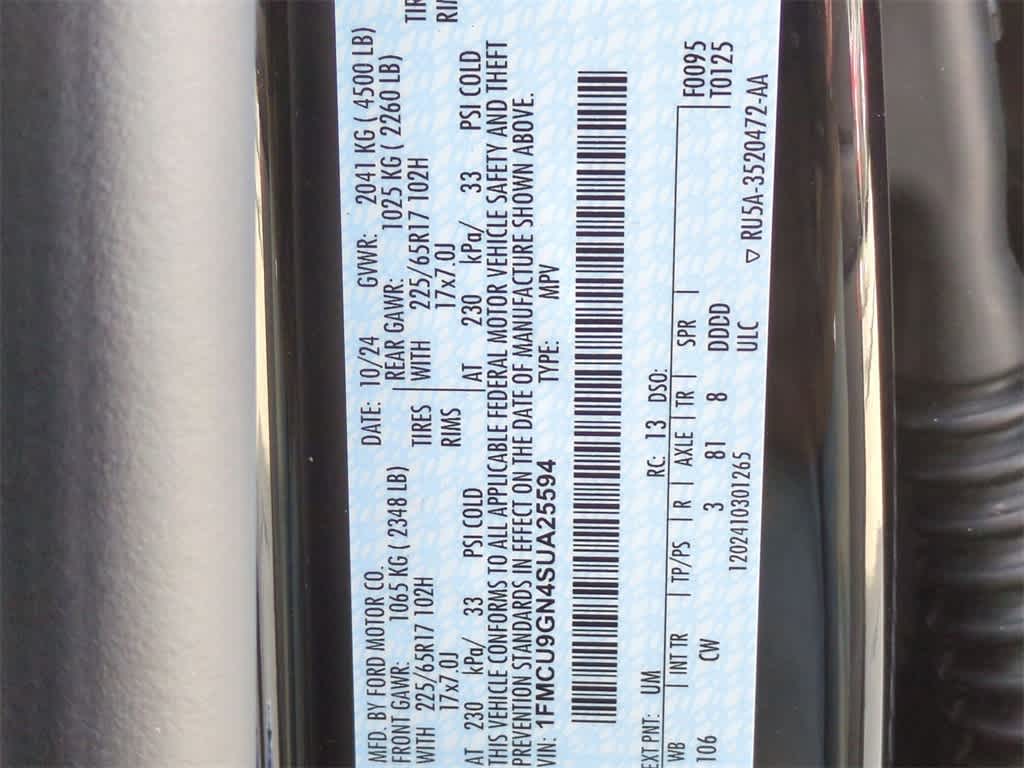 MFD. BY FORD MOTOR CO. DATE: 10/24 GVWR: 2041 KG ( 4500 LB)
FRONT GAWR: 1065 KG ( 2348 LB) REAR GAWR: 1025 KG ( 2260 LB)
WITH 225/65R17 102H TIRES WITH 225/65R17 102H TIR
17x7.0J RIMS 17x7.0J RI
AT 230 kPa/ 33 PSI COLD AT 230 kPa/ 33 PSI COLD
THIS VEHICLE CONFORMS TO ALL APPLICABLE FEDERAL MOTOR VEHICLE SAFETY AND THEFT
PREVENTION STANDARDS IN EFFECT ON THE DATE OF MANUFACTURE SHOWN ABOVE.
VIN: 1FMCU9GN4SUA25594 TYPE: MPV
EXT PNT: UM RC: 13 DSO:
WB INT TR TP/PS R AXLE TR SPR F0095
106 CW 3 81 8 DDDD T0125
1202410301265 ULC
▽ RU5A-3520472-AA